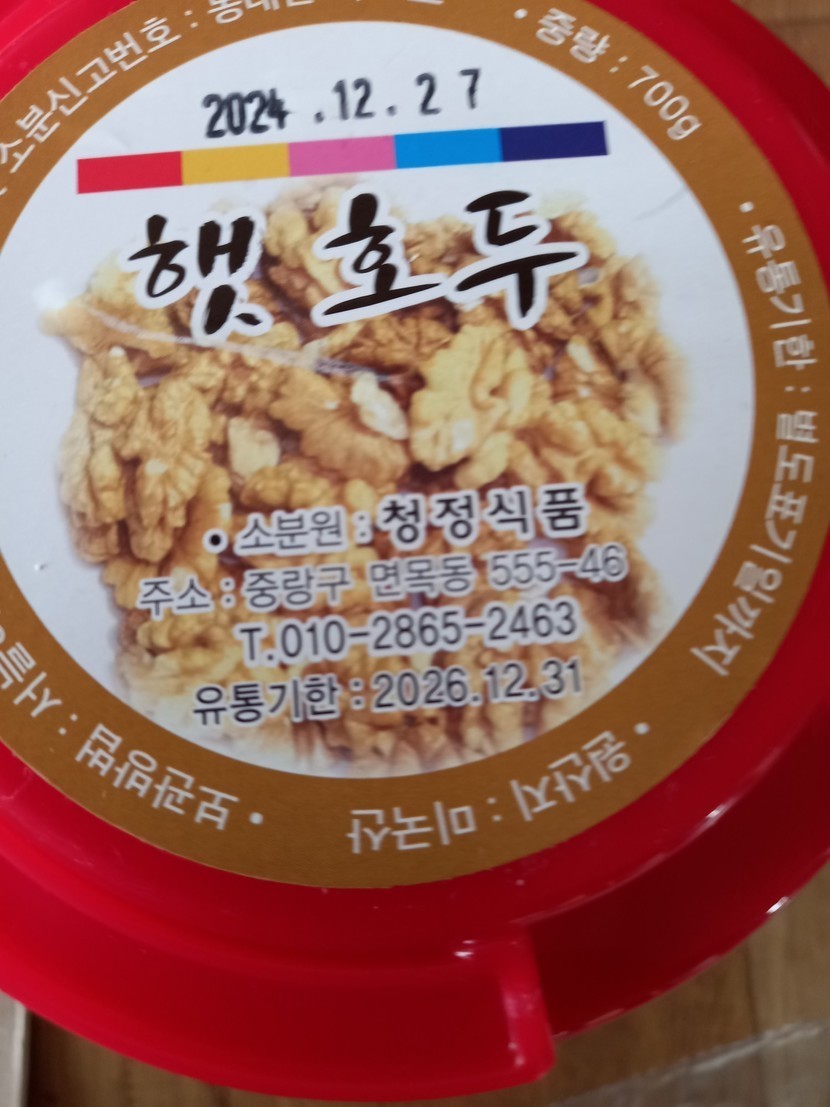 소분신고번호 :
• 중량 : 700g
2024.12.27
햇호두
• 소분원 : 청정식품
주소 : 중랑구 면목동 555-46
T.010-2865-2463
유통기한 : 2026.12.31
• 유통기한 : 별도표기일까지
• 원산지 : 미국산
• 보관방법 :